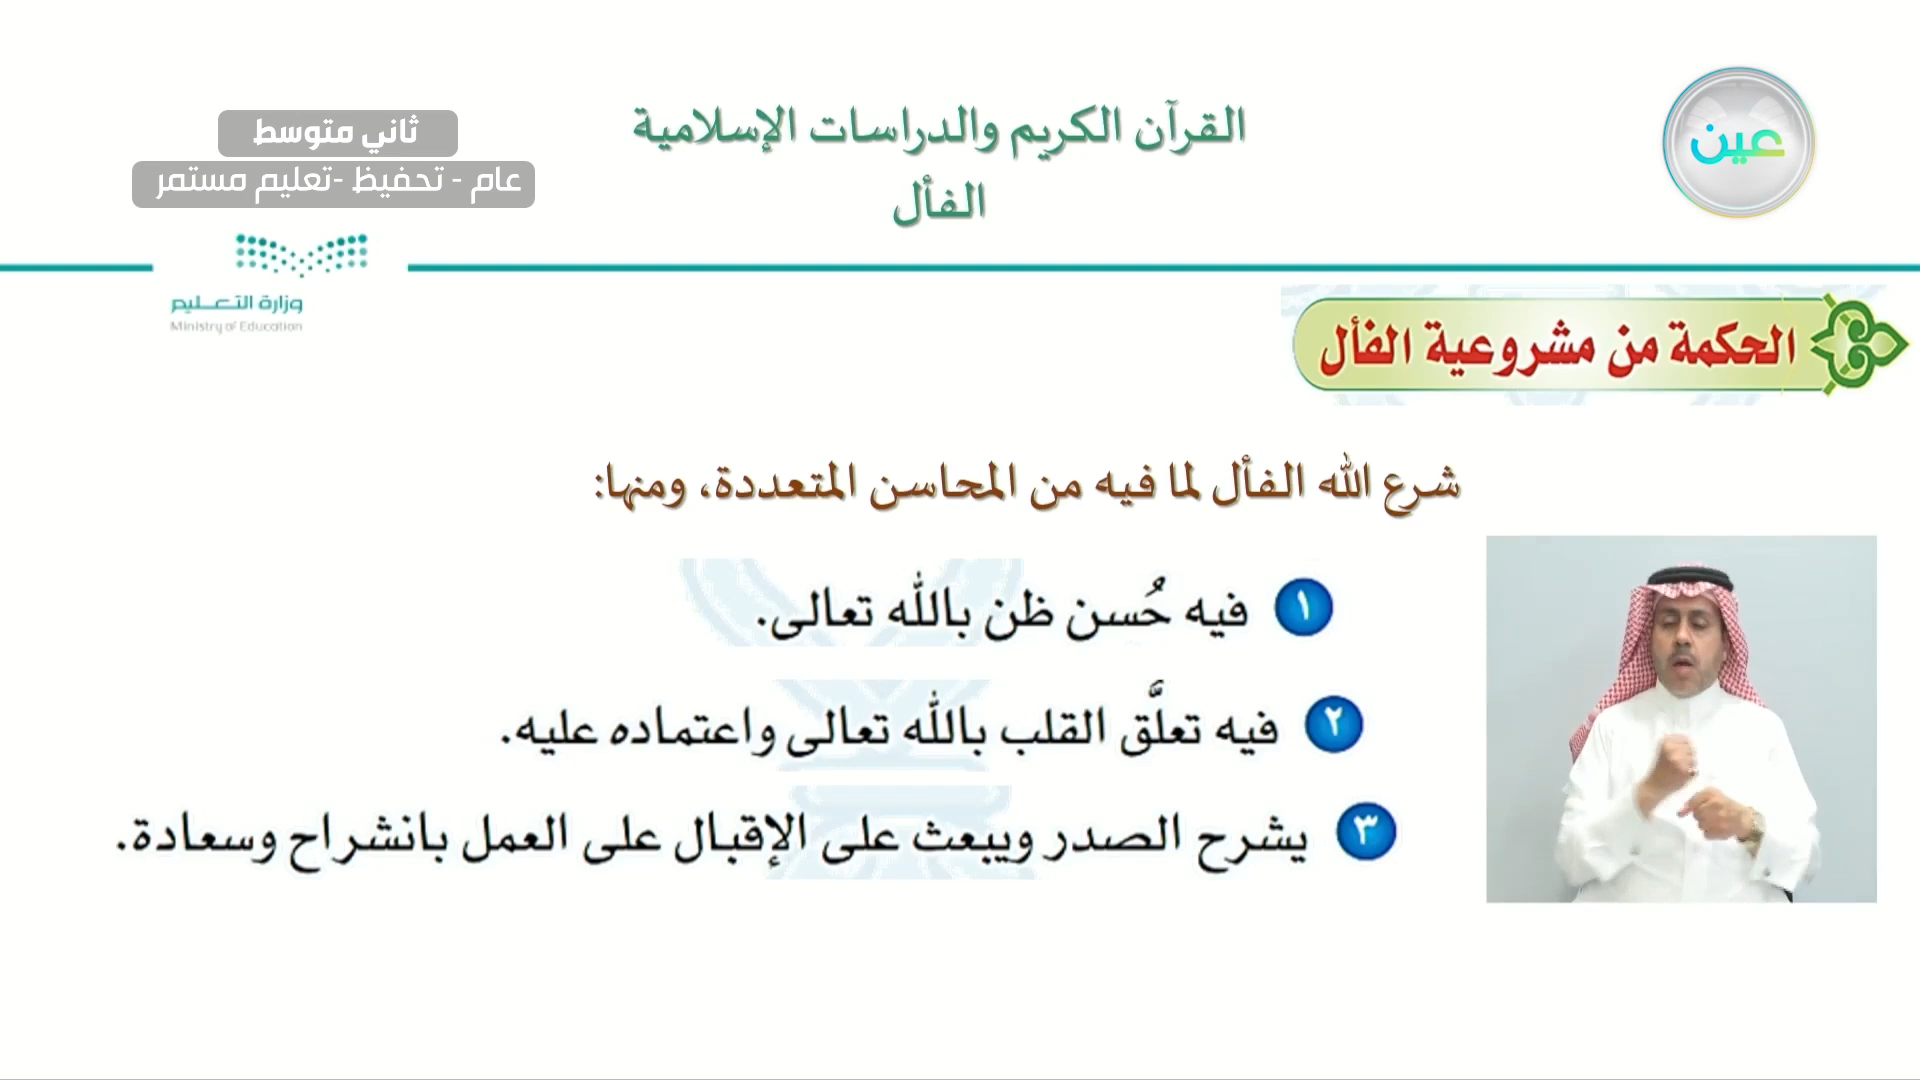 القرآن الكريم والدراسات الإسلامية
الفأل
عين
ثاني متوسط
عام - تحفيظ -تعليم مستمر
وزارة التعليم
Ministry of Education
الحكمة من مشروعية الفأل
شرع الله الفأل لما فيه من المحاسن المتعددة، ومنها:
١ فيه حُسن ظن بالله تعالى.
٢ فيه تعلَّق القلب بالله تعالى واعتماده عليه.
٣ يشرح الصدر ويبعث على الإقبال على العمل بانشراح وسعادة.